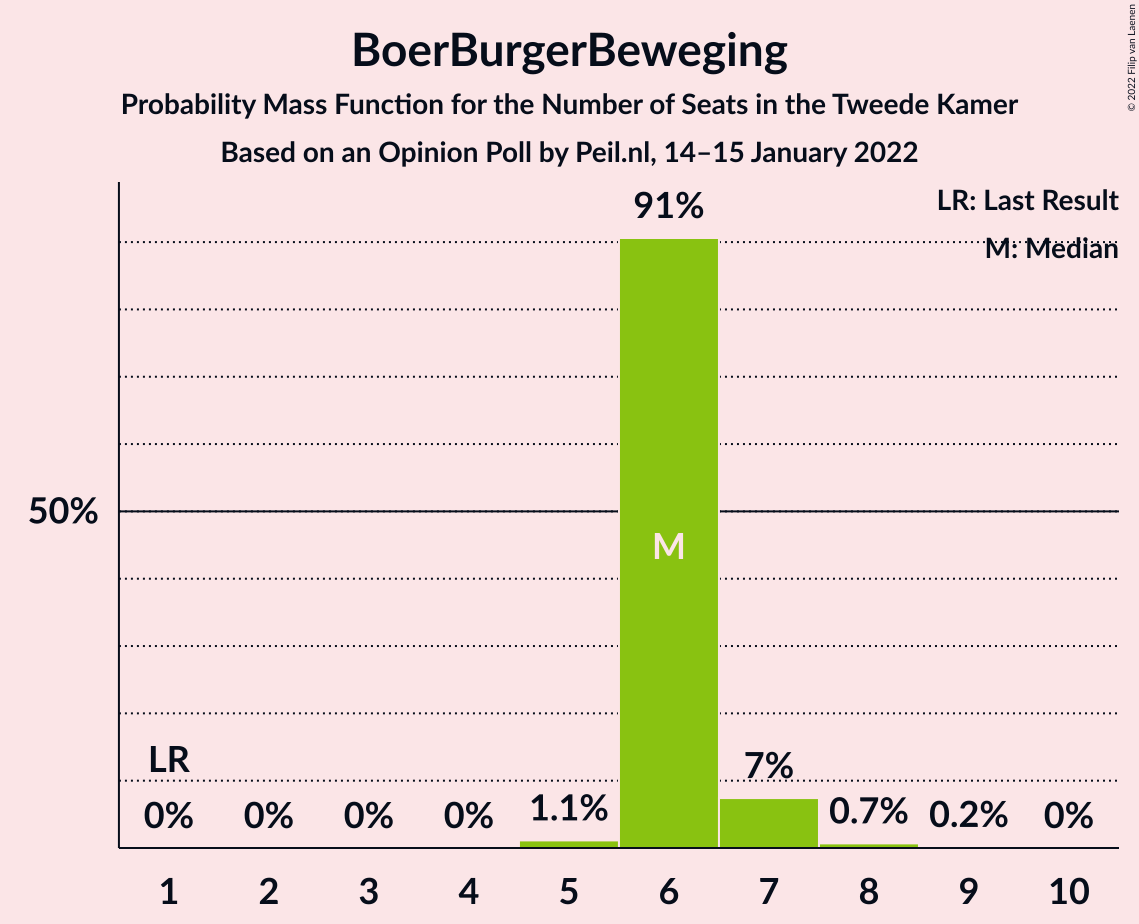 BoerBurgerBeweging
Probability Mass Function for the Number of Seats in the Tweede Kamer
Based on an Opinion Poll by Peil.nl, 14–15 January 2022
© 2022 Filip van Laenen
LR: Last Result
M: Median
91%
50%
M
LR
0%
0%
0%
0%
1.1%
7%
0.7%
0.2%
0%
1 2 3 4 5 6 7 8 9 10